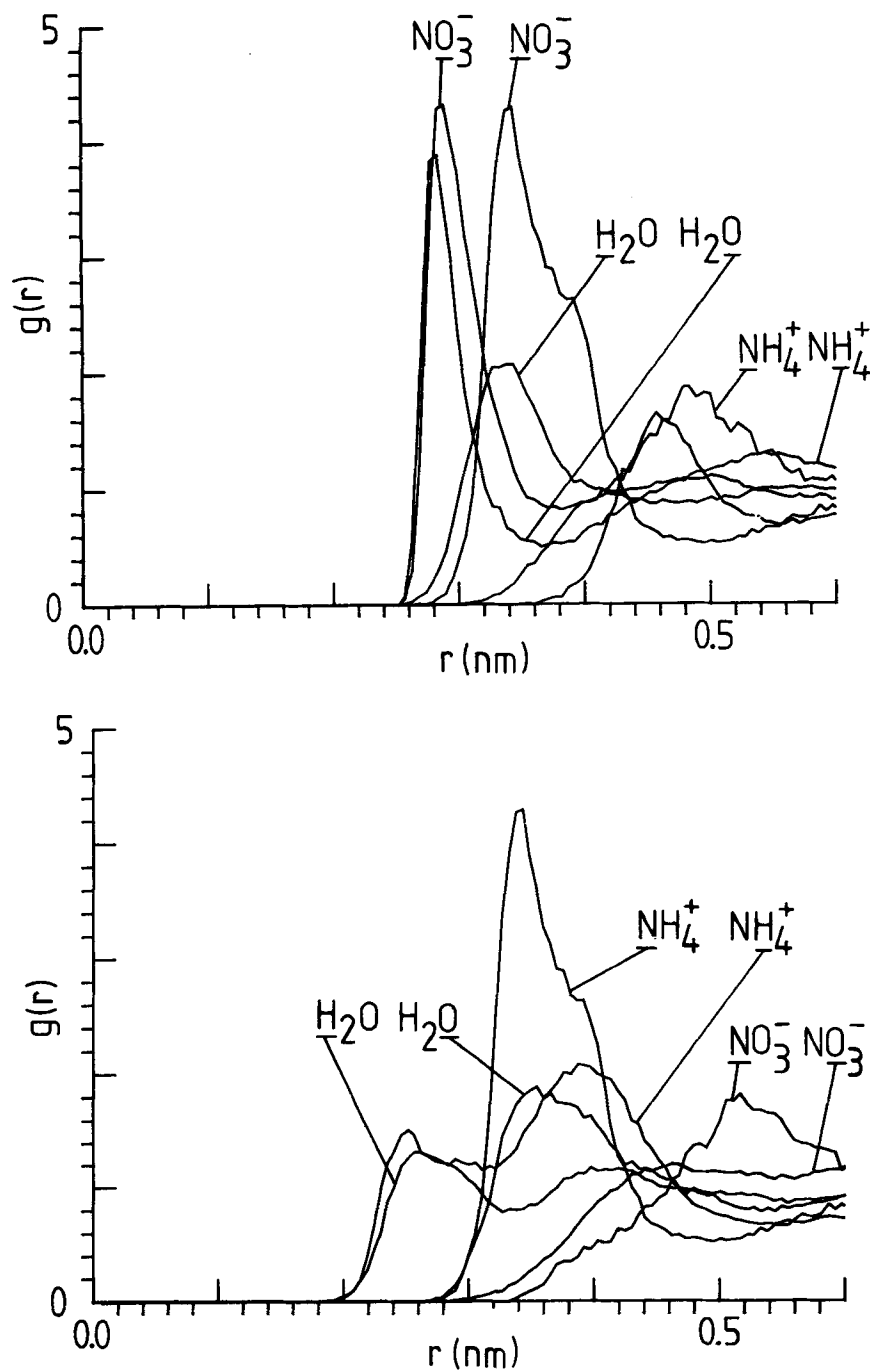 5
NO₃⁻ NO₃⁻
H₂O H₂O
g(r)
NH₄⁺ NH₄⁺
0
0.0 0.5
r (nm)
5
NH₄⁺ NH₄⁺
H₂O H₂O
g(r)
NO₃⁻ NO₃⁻
0
0.0 0.5
r (nm)